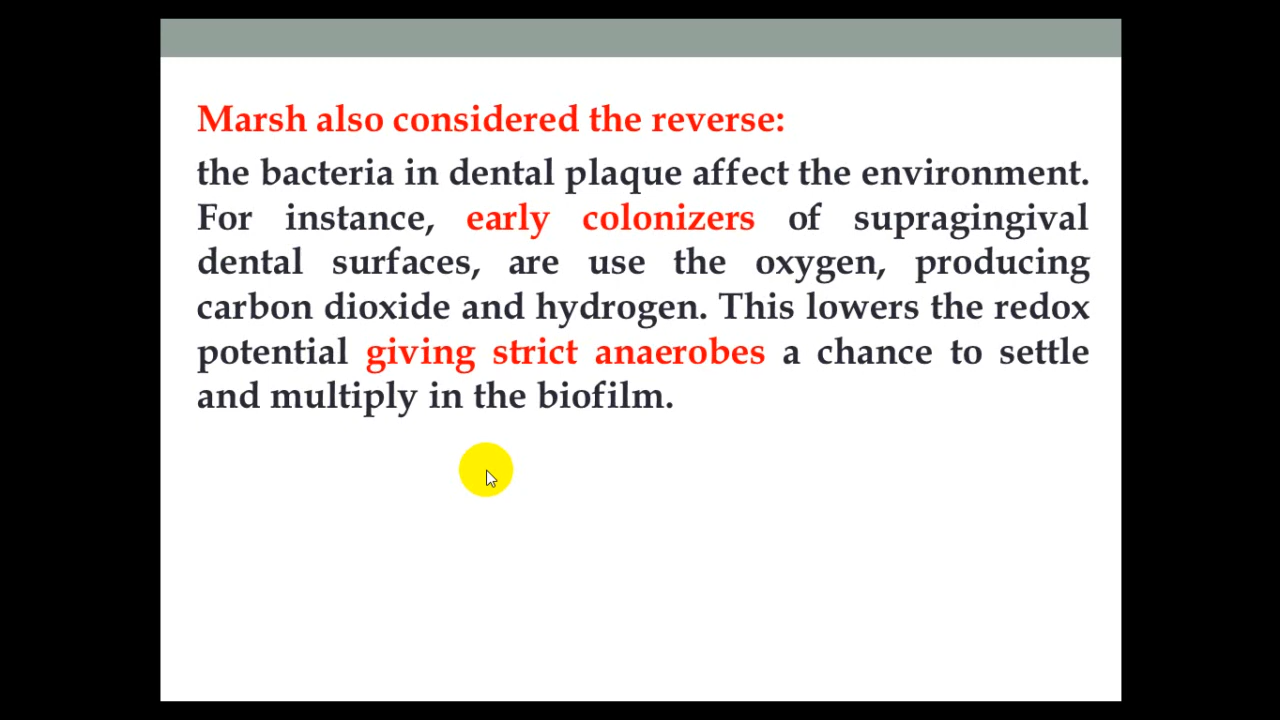 Marsh also considered the reverse:
the bacteria in dental plaque affect the environment.
For instance, early colonizers of supragingival
dental surfaces, are use the oxygen, producing
carbon dioxide and hydrogen. This lowers the redox
potential giving strict anaerobes a chance to settle
and multiply in the biofilm.